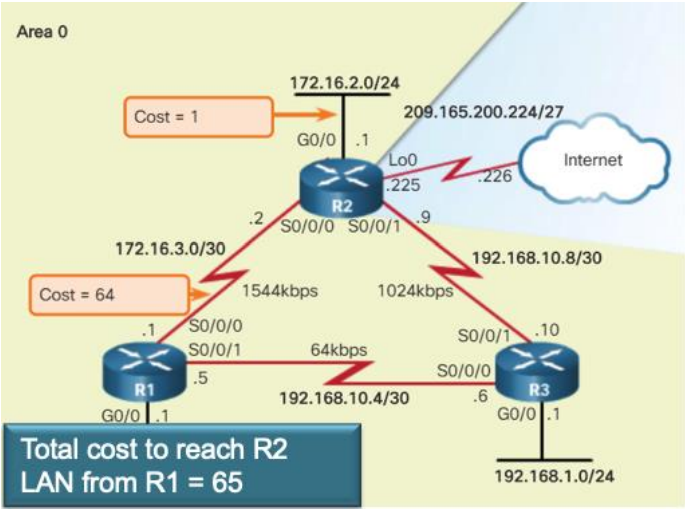 Area 0
172.16.2.0/24
Cost = 1
209.165.200.224/27
G0/0 .1
Lo0
Internet
.225
.226
R2
.2
.9
S0/0/0 S0/0/1
172.16.3.0/30
192.168.10.8/30
Cost = 64
1544kbps
1024kbps
.1
S0/0/0
S0/0/1
.10
S0/0/1
64kbps
R1
.5
S0/0/0
R3
192.168.10.4/30
.6
G0/0 .1
G0/0 .1
Total cost to reach R2
LAN from R1 = 65
192.168.1.0/24